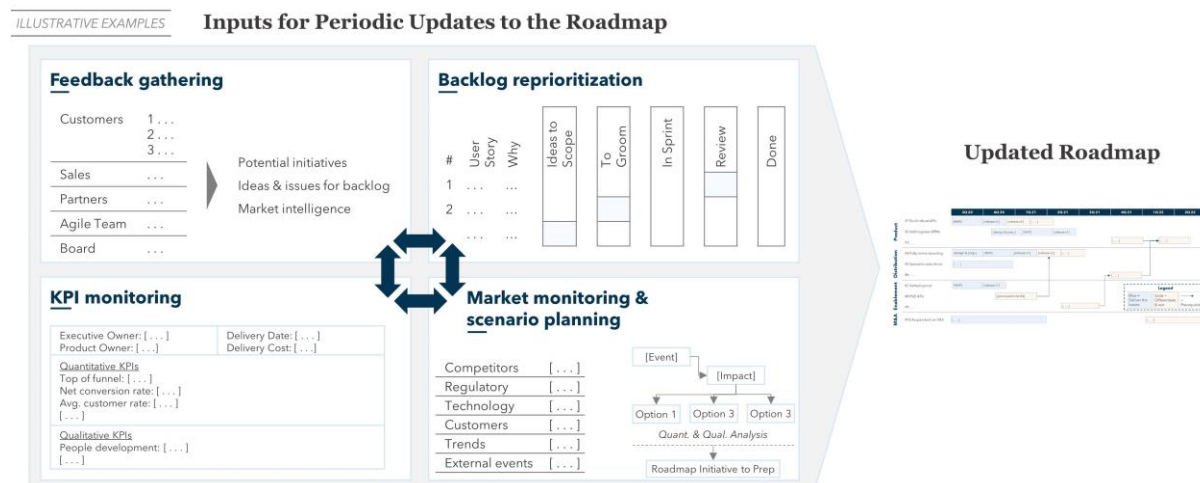 ILLUSTRATIVE EXAMPLES
Inputs for Periodic Updates to the Roadmap
Feedback gathering
Customers 1 . . .
2 . . .
3 . . .
Sales . . .
Partners . . .
Agile Team . . .
Board . . .
Potential initiatives
Ideas & issues for backlog
Market intelligence
Backlog reprioritization
# User Story Why Ideas to Scope To Groom In Sprint Review Done
1 . . . ...
2 . . . ...
. . . ...
KPI monitoring
Executive Owner: [ . . . ] Delivery Date: [ . . . ]
Product Owner: [ . . .] Delivery Cost: [ . . .]
Quantitative KPIs
Top of funnel: [ . . . ]
Net conversion rate: [ . . . ]
Avg. customer rate: [ . . . ]
[ . . . ]
Qualitative KPIs
People development: [ . . . ]
[ . . . ]
Market monitoring &
scenario planning
Competitors [ . . . ]
Regulatory [ . . . ]
Technology [ . . . ]
Customers [ . . . ]
Trends [ . . . ]
External events [ . . . ]
[Event]
[Impact]
Option 1 Option 3 Option 3
Quant. & Qual. Analysis
Roadmap Initiative to Prep
Updated Roadmap
Product
Distribution
Enablement
M&A
Legend